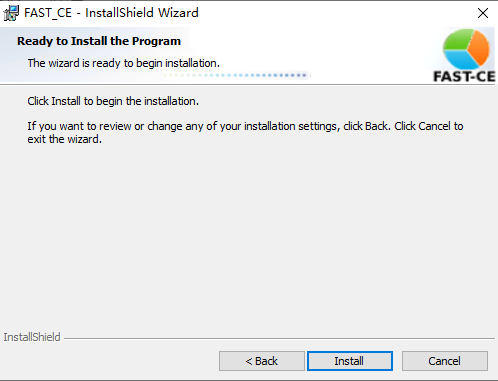 FAST_CE - InstallShield Wizard
Ready to Install the Program
The wizard is ready to begin installation.
FAST-CE
Click Install to begin the installation.
If you want to review or change any of your installation settings, click Back. Click Cancel to
exit the wizard.
InstallShield
< Back
Install
Cancel